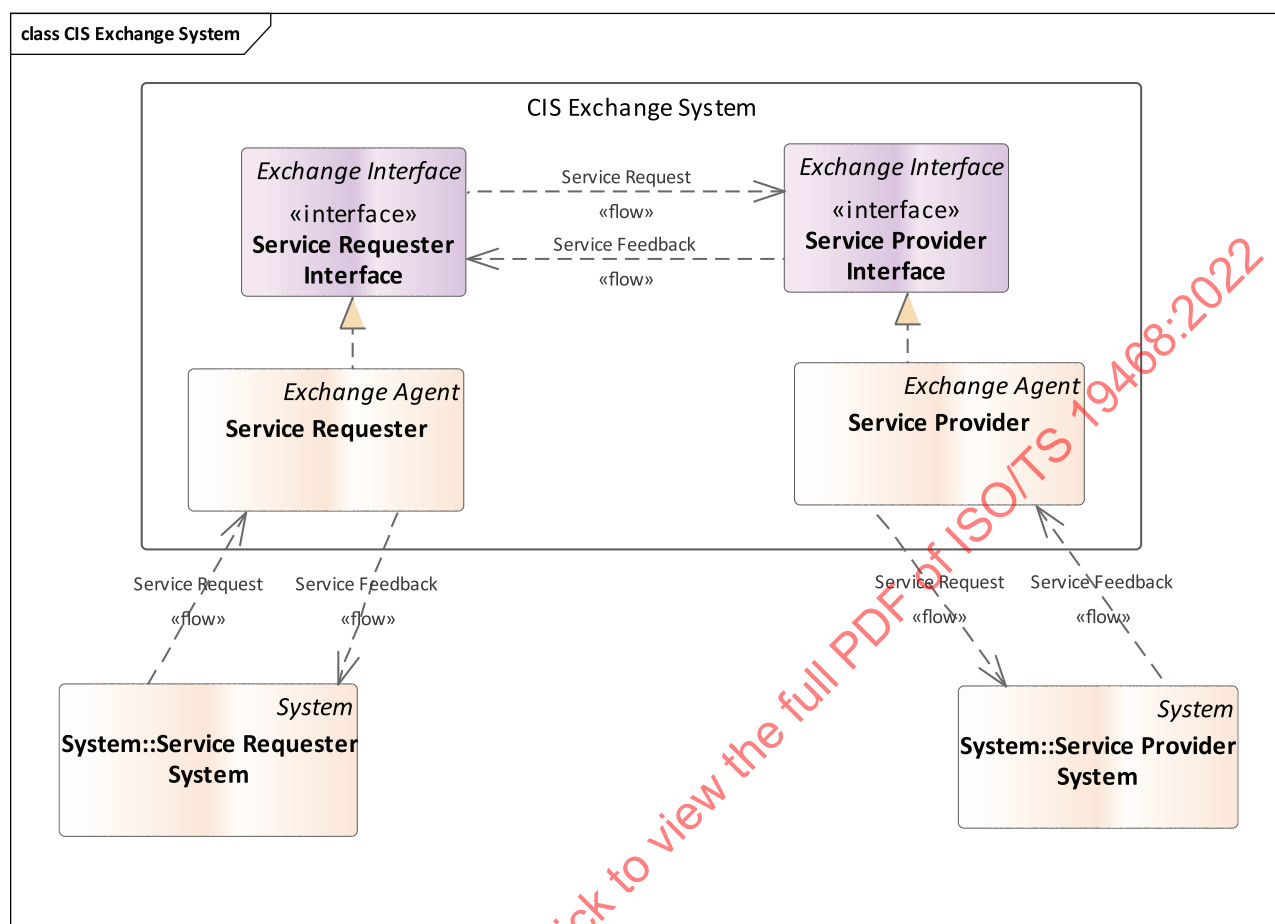 class CIS Exchange System
CIS Exchange System
Exchange Interface
«interface»
Service Requester
Interface
Service Request
«flow»
Service Feedback
«flow»
Exchange Interface
«interface»
Service Provider
Interface
Exchange Agent
Service Requester
Exchange Agent
Service Provider
Service Request
«flow»
Service Feedback
«flow»
Service Request
«flow»
Service Feedback
«flow»
System
System::Service Requester
System
System
System::Service Provider
System
to view the full PDF of ISO/TS 19468:2022